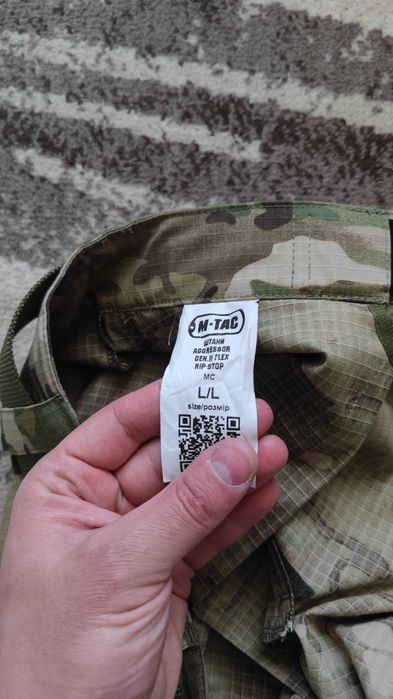 M-TAC
ШТАНИ
AGGRESSOR
GEN.II FLEX
RIP-STOP
MC
L/L
size/розмір